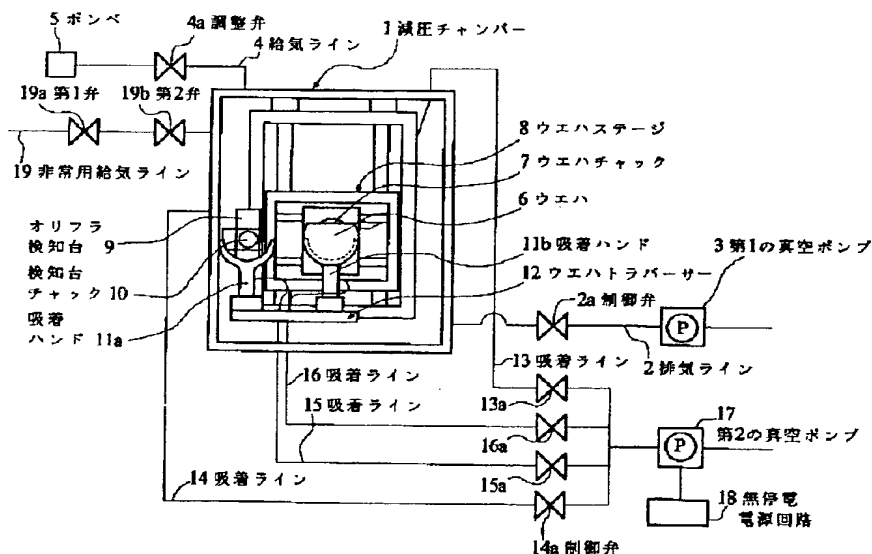 5 ボンベ
4a 調整弁
4 給気ライン
1 減圧チャンバー
19a 第1弁
19b 第2弁
19 非常用給気ライン
8 ウエハステージ
7 ウエハチャック
6 ウエハ
11b 吸着ハンド
12 ウエハトラバーサー
オリフラ
検知台 9
検知台
チャック 10
吸着
ハンド 11a
3 第1の真空ポンプ
2a 制御弁
P
2 排気ライン
13 吸着ライン
13a
16 吸着ライン
16a
15 吸着ライン
15a
17
第2の真空ポンプ
P
14 吸着ライン
14a 制御弁
18 無停電
電源回路